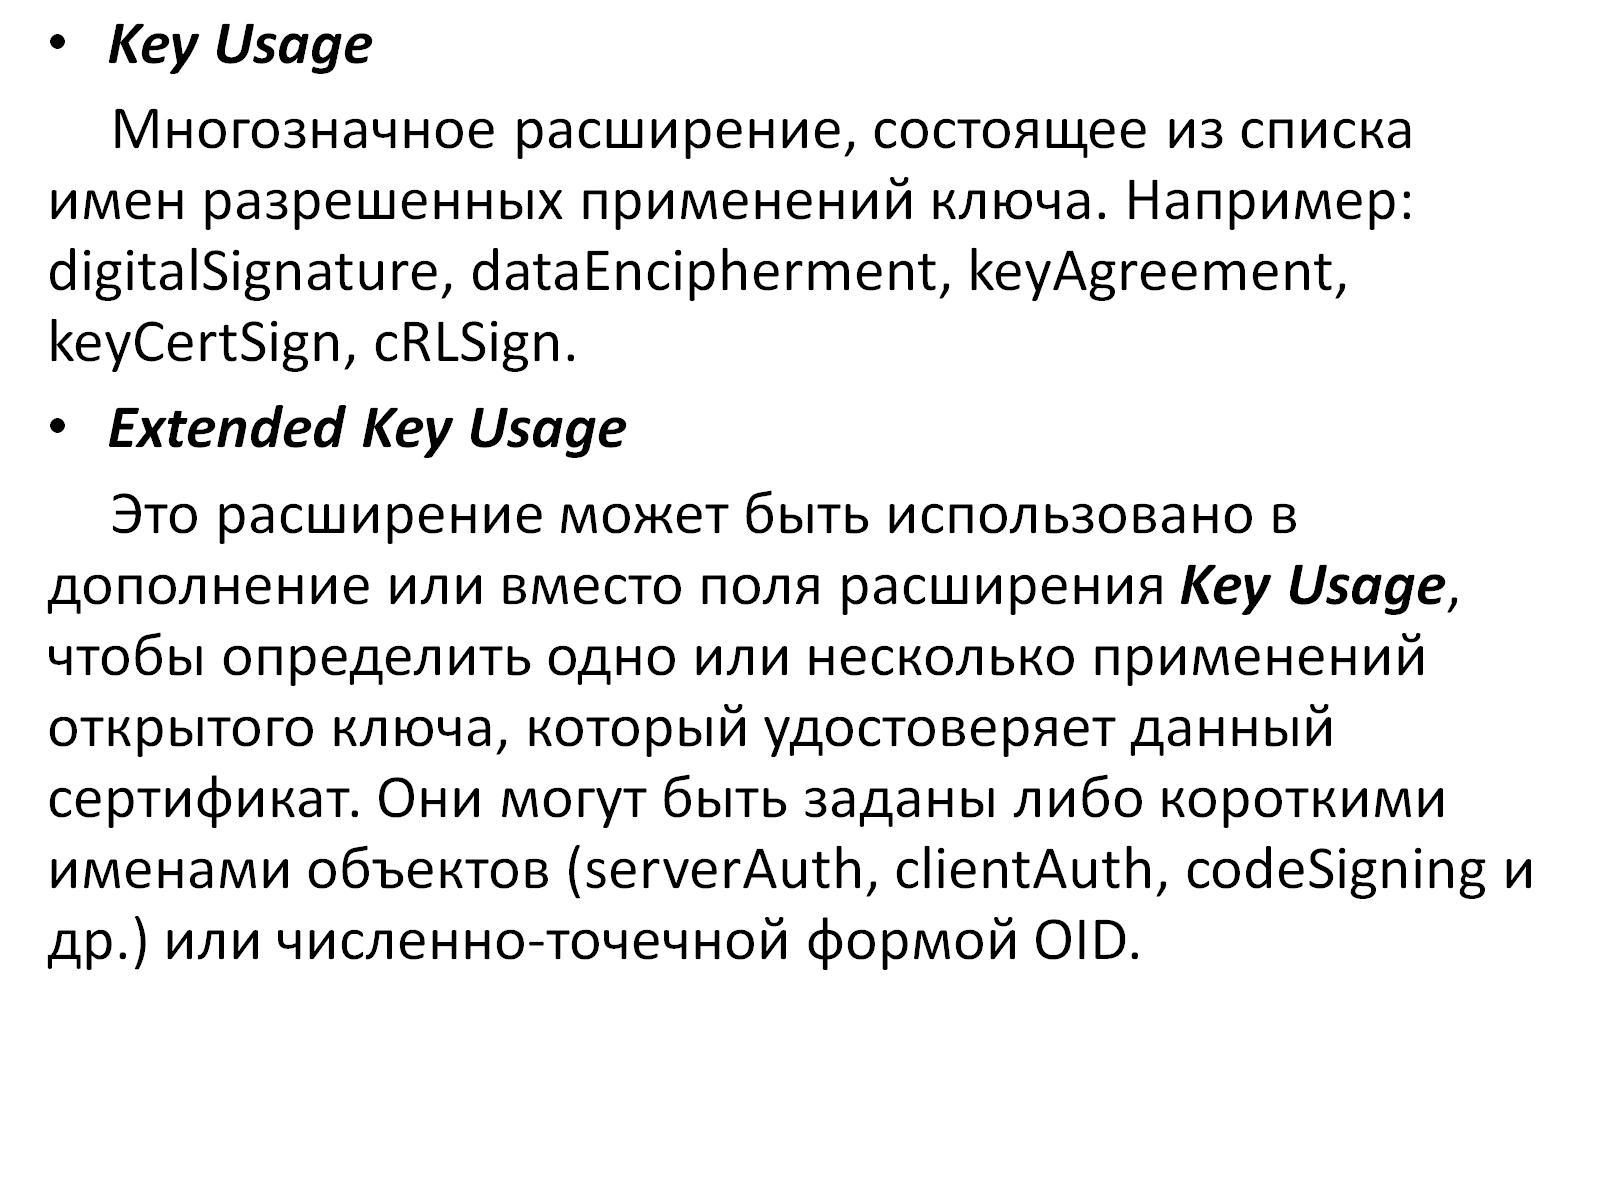 • Key Usage
Многозначное расширение, состоящее из списка
имен разрешенных применений ключа. Например:
digitalSignature, dataEncipherment, keyAgreement,
keyCertSign, cRLSign.
• Extended Key Usage
Это расширение может быть использовано в
дополнение или вместо поля расширения Key Usage,
чтобы определить одно или несколько применений
открытого ключа, который удостоверяет данный
сертификат. Они могут быть заданы либо короткими
именами объектов (serverAuth, clientAuth, codeSigning и
др.) или численно-точечной формой OID.